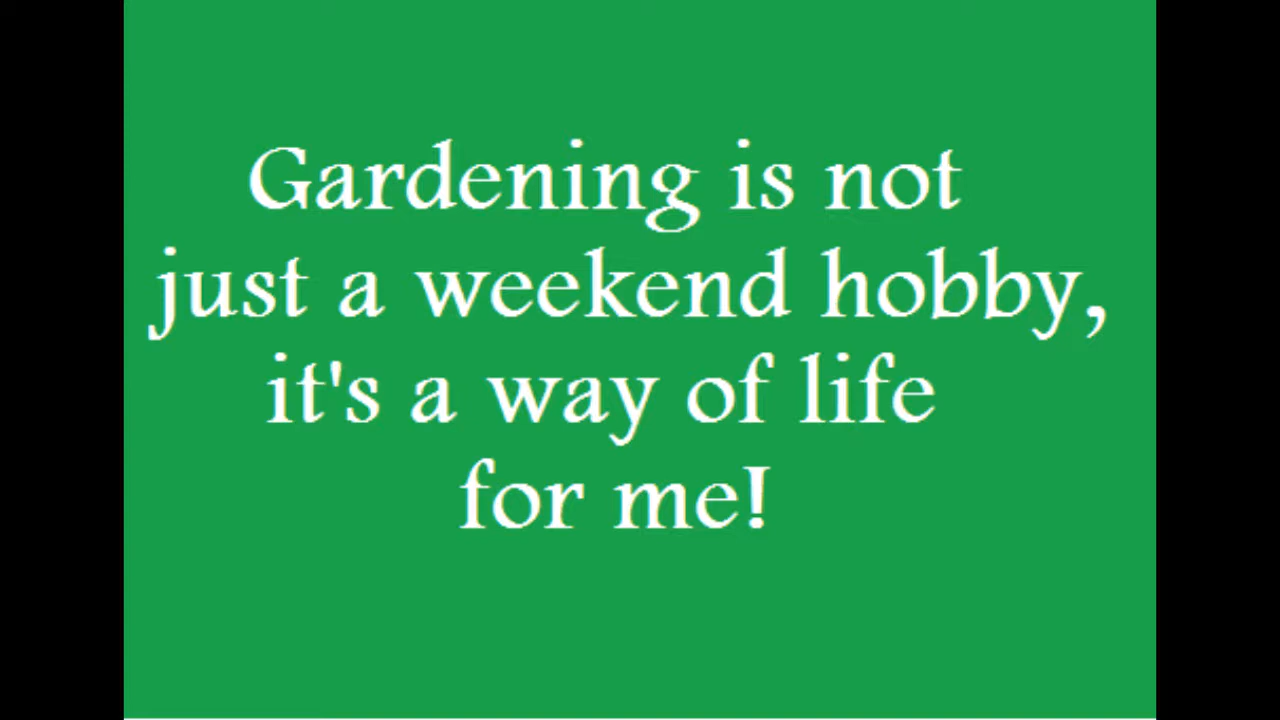 Gardening is not
just a weekend hobby,
it's a way of life
for me!